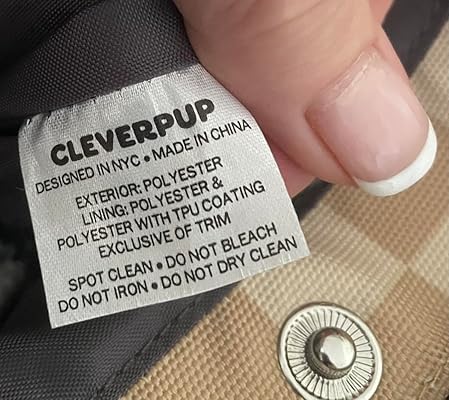 CLEVERPUP
DESIGNED IN NYC • MADE IN CHINA
EXTERIOR: POLYESTER
LINING: POLYESTER &
POLYESTER WITH TPU COATING
EXCLUSIVE OF TRIM
SPOT CLEAN • DO NOT BLEACH
DO NOT IRON • DO NOT DRY CLEAN